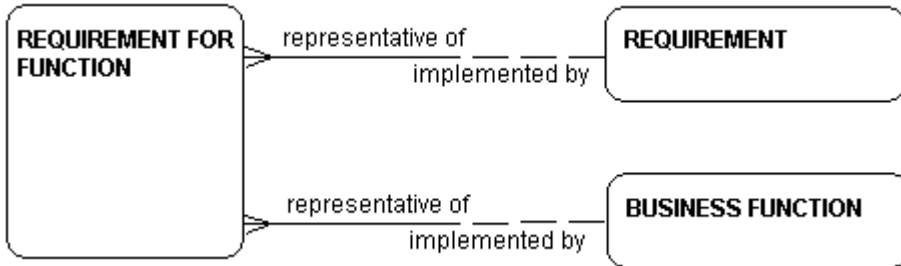 REQUIREMENT FOR
FUNCTION
representative of
implemented by
REQUIREMENT
representative of
implemented by
BUSINESS FUNCTION